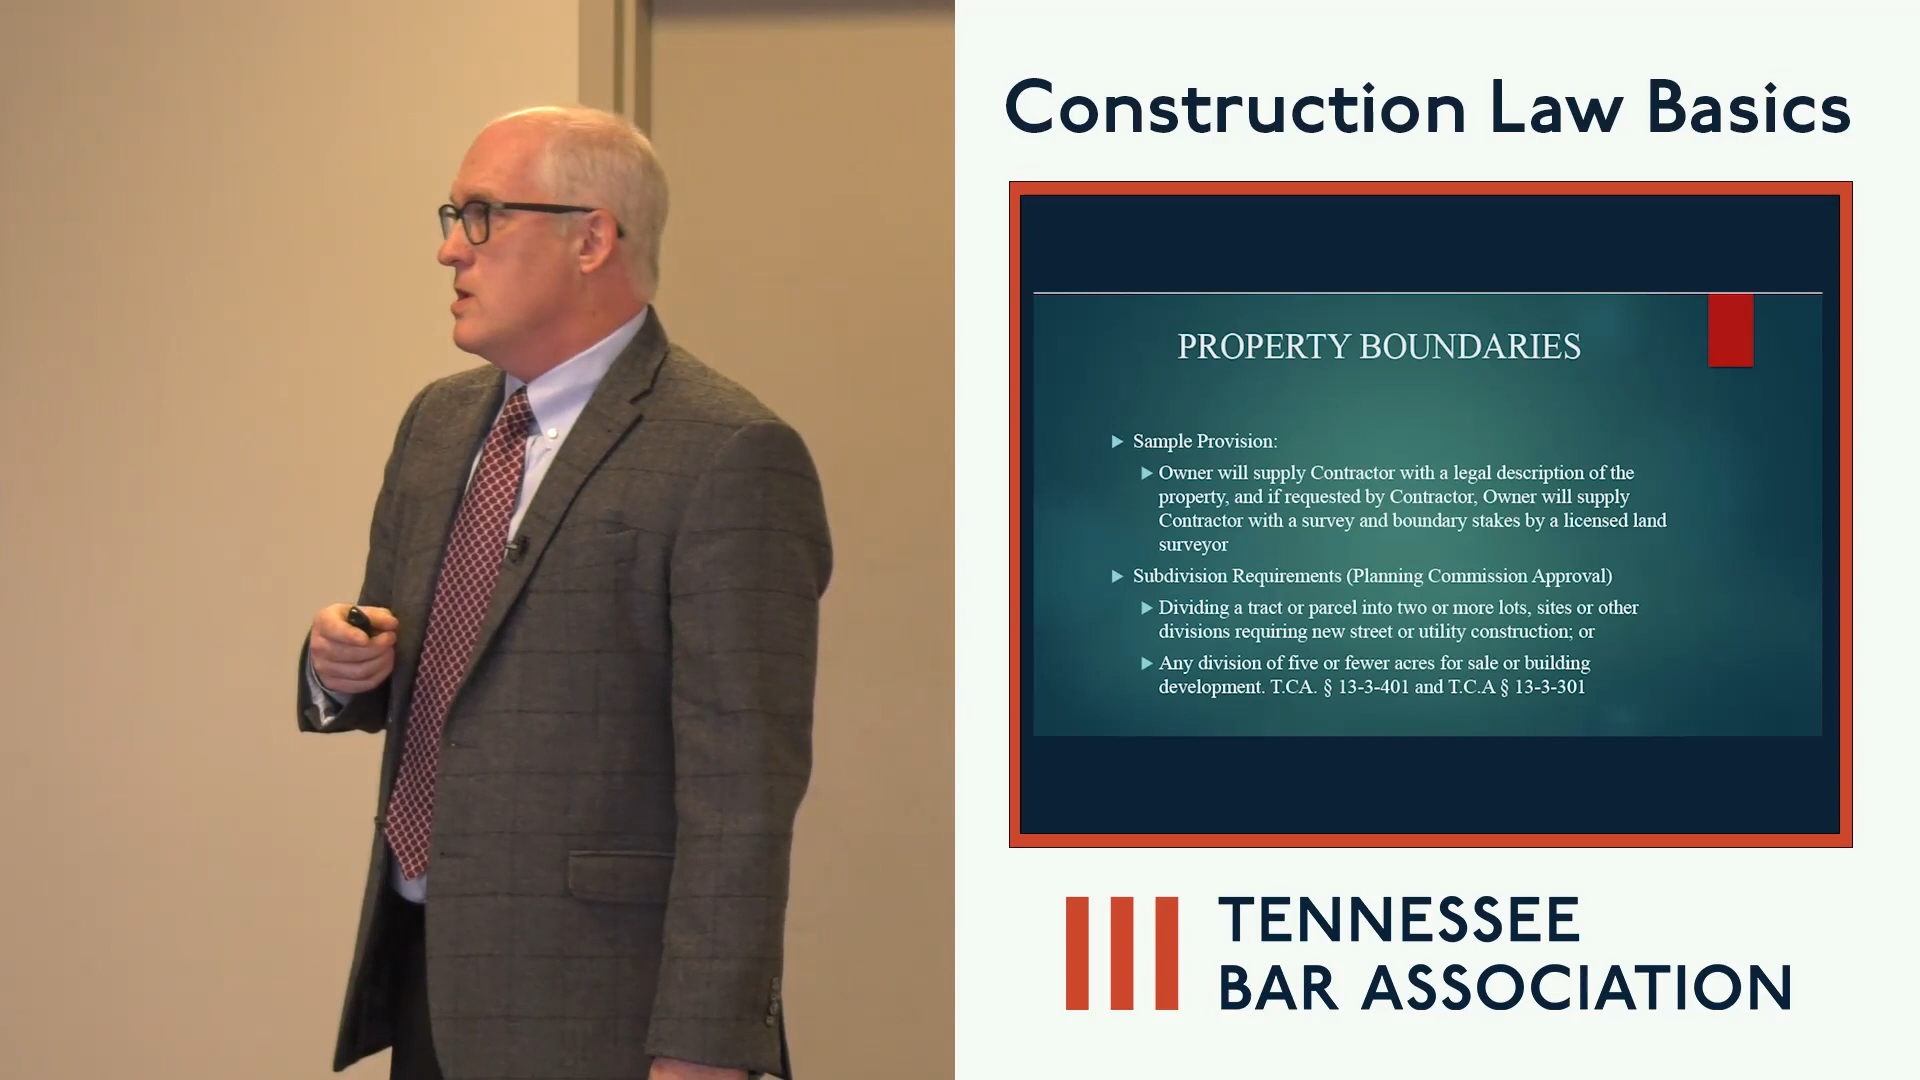 Construction Law Basics
PROPERTY BOUNDARIES
Sample Provision:
Owner will supply Contractor with a legal description of the
property, and if requested by Contractor, Owner will supply
Contractor with a survey and boundary stakes by a licensed land
surveyor
Subdivision Requirements (Planning Commission Approval)
Dividing a tract or parcel into two or more lots, sites or other
divisions requiring new street or utility construction; or
Any division of five or fewer acres for sale or building
development. T.CA. § 13-3-401 and T.C.A § 13-3-301
TENNESSEE
BAR ASSOCIATION